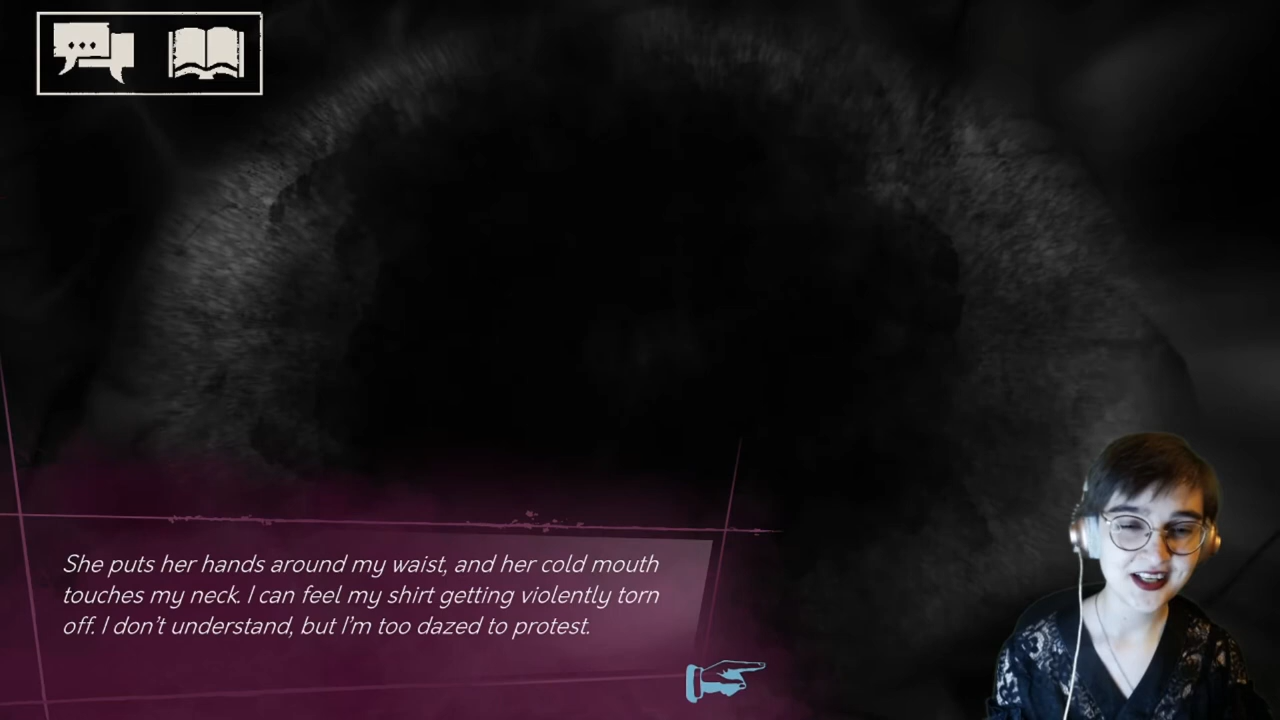 She puts her hands around my waist, and her cold mouth
touches my neck. I can feel my shirt getting violently torn
off. I don't understand, but I'm too dazed to protest.